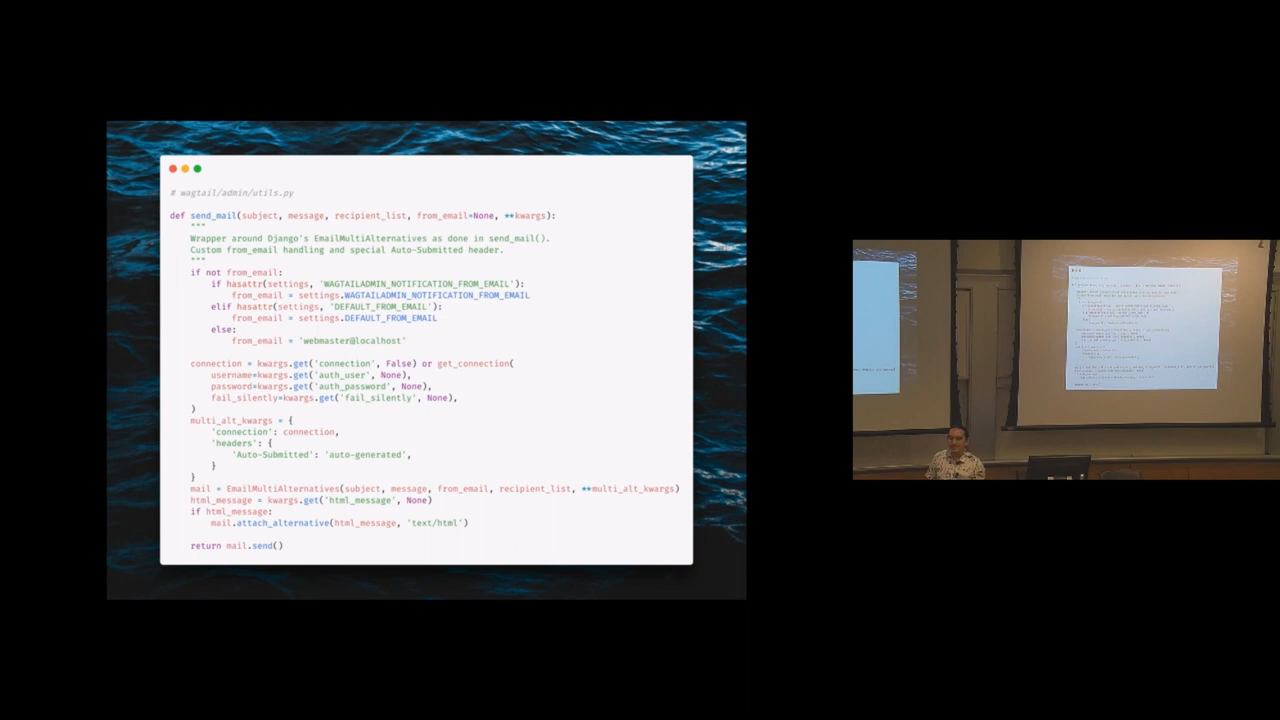 # wagtail/admin/utils.py
def send_mail(subject, message, recipient_list, from_email=None, **kwargs):
"""
Wrapper around Django's EmailMultiAlternatives as done in send_mail().
Custom from_email handling and special Auto-Submitted header.
"""
if not from_email:
if hasattr(settings, 'WAGTAILADMIN_NOTIFICATION_FROM_EMAIL'):
from_email = settings.WAGTAILADMIN_NOTIFICATION_FROM_EMAIL
elif hasattr(settings, 'DEFAULT_FROM_EMAIL'):
from_email = settings.DEFAULT_FROM_EMAIL
else:
from_email = 'webmaster@localhost'
connection = kwargs.get('connection', False) or get_connection(
username=kwargs.get('auth_user', None),
password=kwargs.get('auth_password', None),
fail_silently=kwargs.get('fail_silently', None),
)
multi_alt_kwargs = {
'connection': connection,
'headers': {
'Auto-Submitted': 'auto-generated',
}
}
mail = EmailMultiAlternatives(subject, message, from_email, recipient_list, **multi_alt_kwargs)
html_message = kwargs.get('html_message', None)
if html_message:
mail.attach_alternative(html_message, 'text/html')
return mail.send()